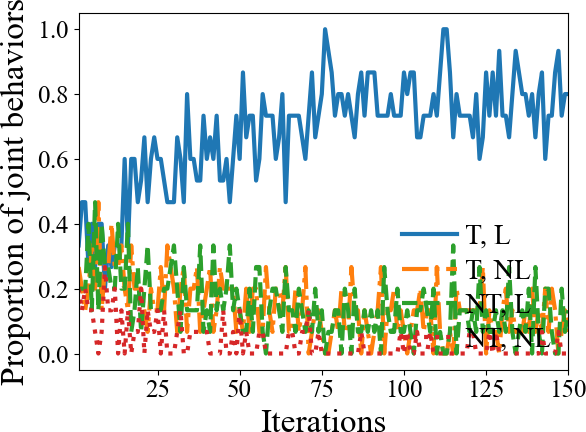 Proportion of joint behaviors
1.0
0.8
0.6
0.4
0.2
0.0
T, L
T, NL
NT, L
NT, NL
25
50
75
100
125
150
Iterations